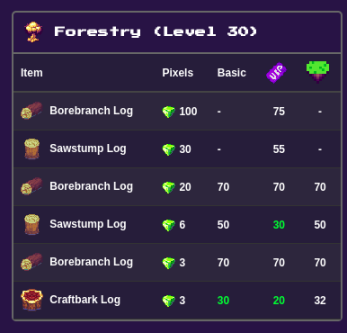 Forestry (Level 30)
Item Pixels Basic VIP
Borebranch Log 100 - 75 -
Sawstump Log 30 - 55 -
Borebranch Log 20 70 70 70
Sawstump Log 6 50 30 50
Borebranch Log 3 70 70 70
Craftbark Log 3 30 20 32